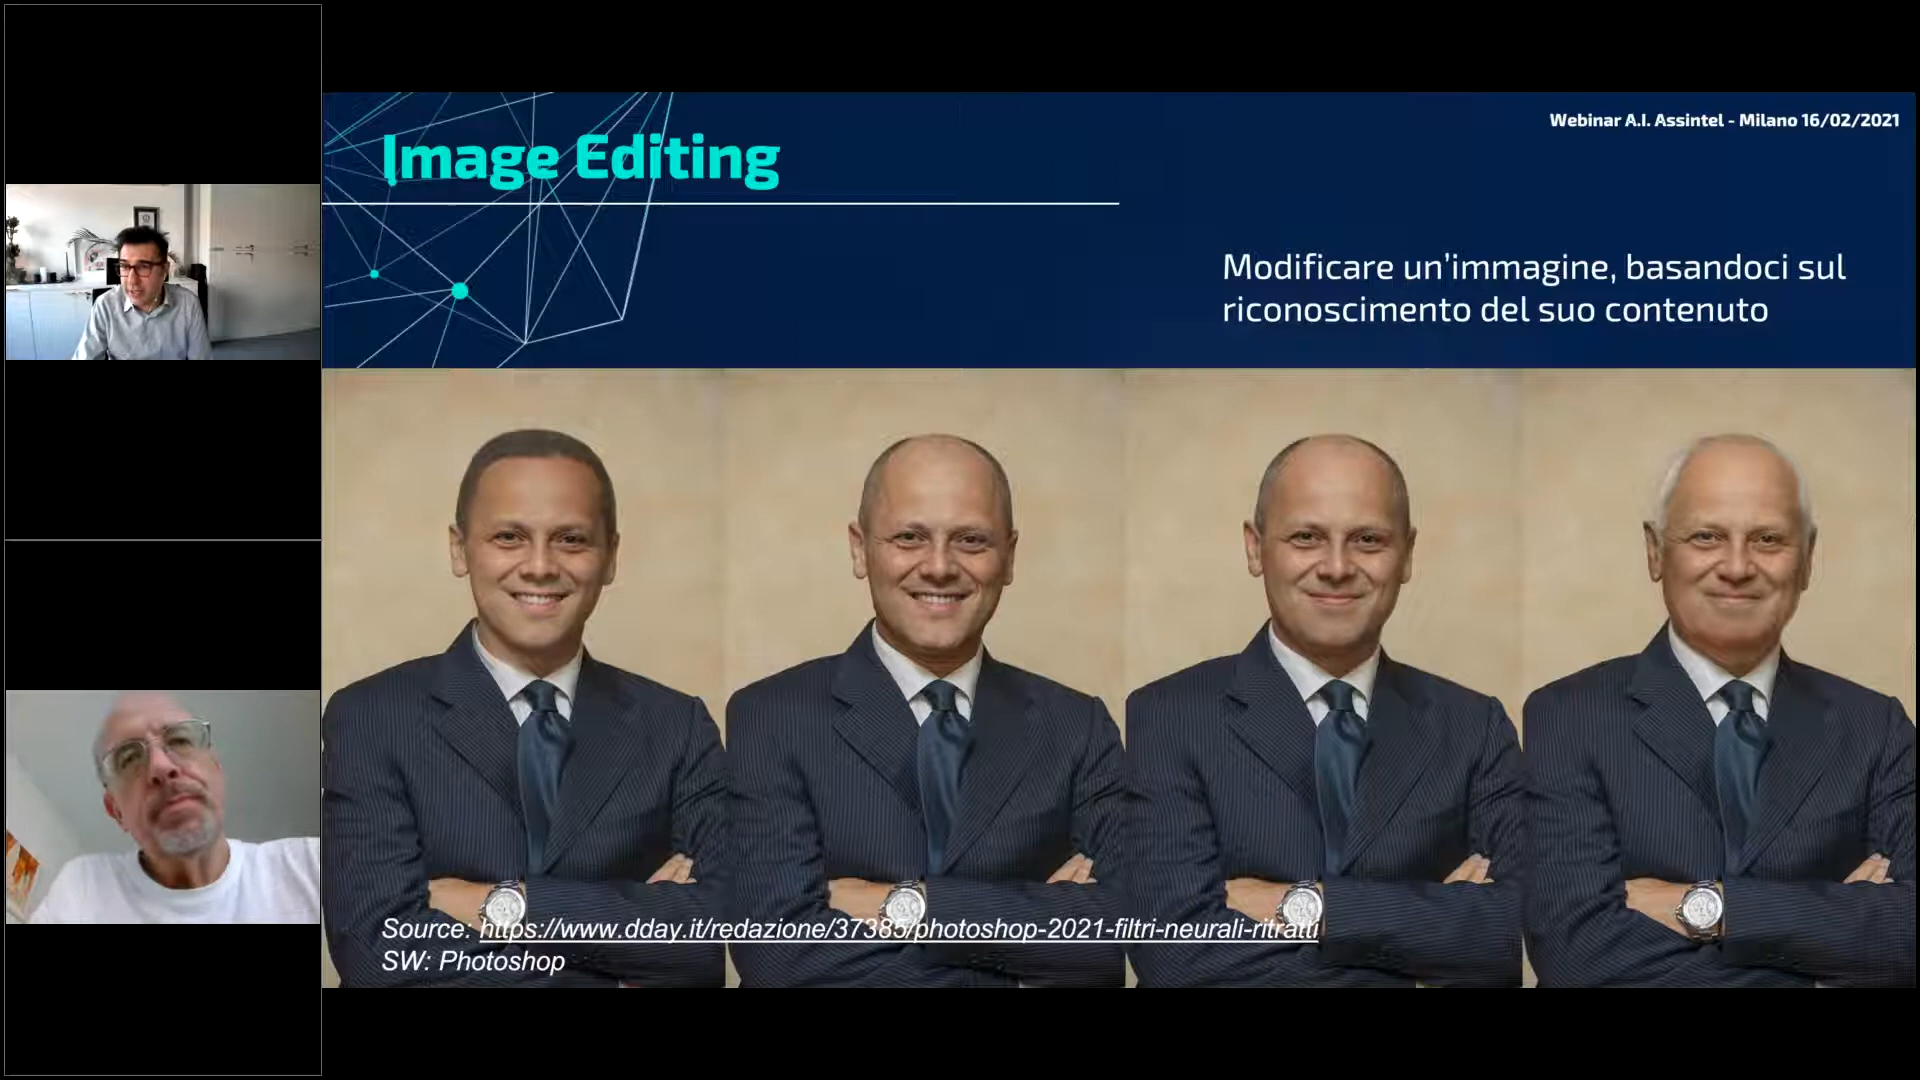 Webinar A.I. Assintel - Milano 16/02/2021
Image Editing
Modificare un’immagine, basandoci sul
riconoscimento del suo contenuto
Source: https://www.dday.it/redazione/37385/photoshop-2021-filtri-neurali-ritratti
SW: Photoshop